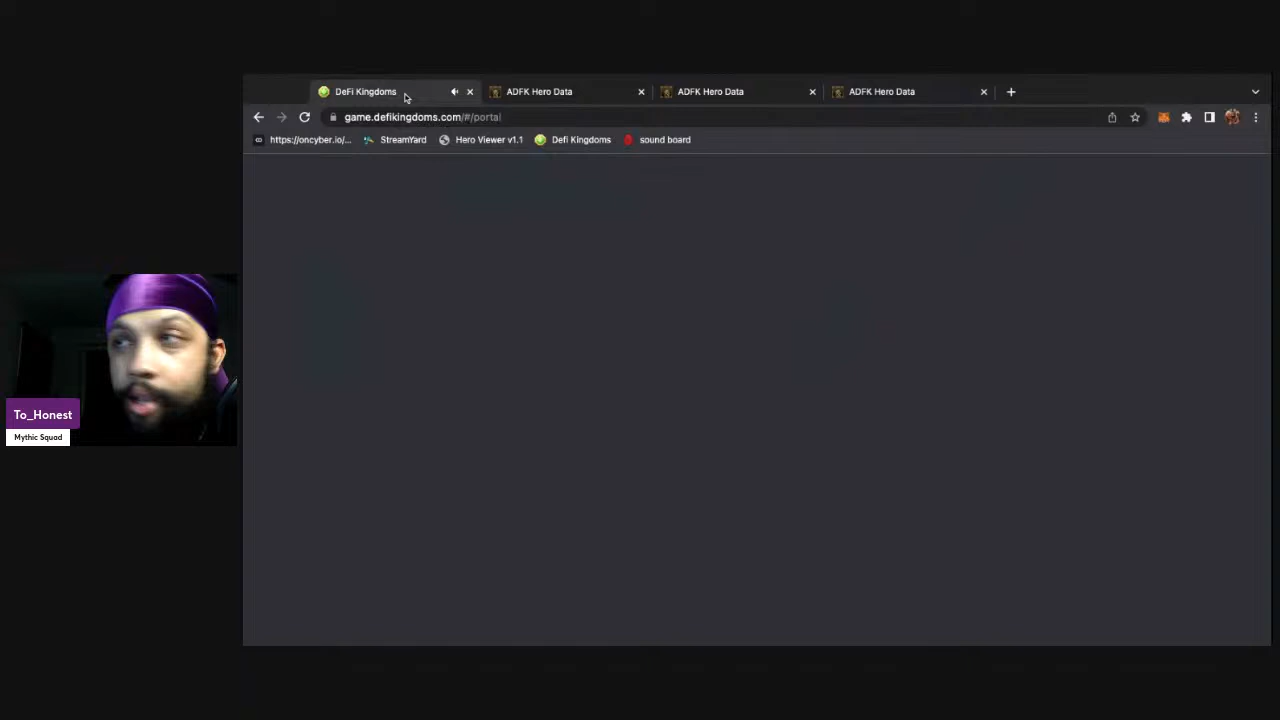 DeFi Kingdoms
ADFK Hero Data
ADFK Hero Data
ADFK Hero Data
game.defikingdoms.com/#/portal
https://oncyber.io/...
StreamYard
Hero Viewer v1.1
Defi Kingdoms
sound board
To_Honest
Mythic Squad